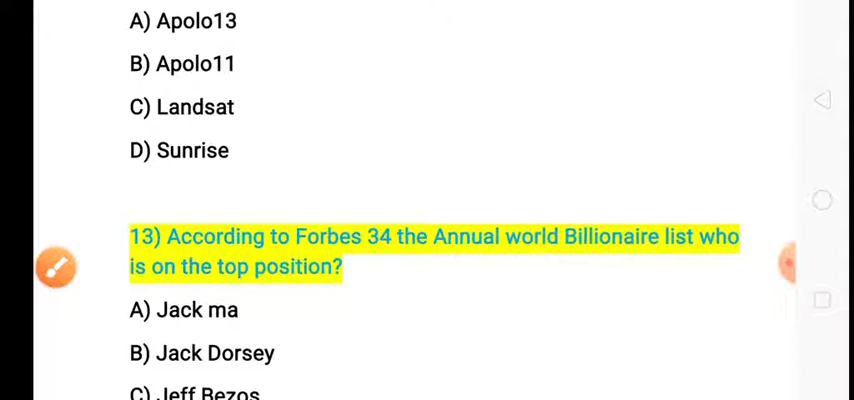 A) Apolo13
B) Apolo11
C) Landsat
D) Sunrise
13) According to Forbes 34 the Annual world Billionaire list who
is on the top position?
A) Jack ma
B) Jack Dorsey
C) Jeff Bezos